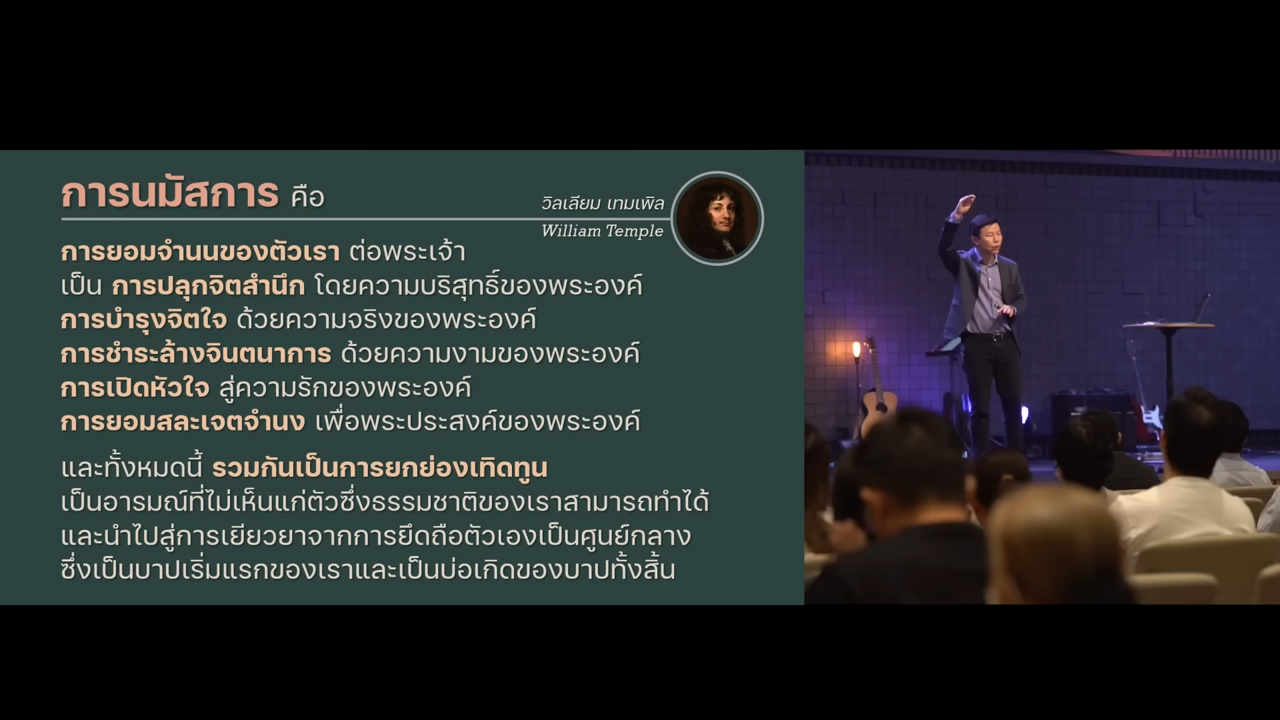 การนมัสการ คือ
วิลเลียม เทมเพิล
William Temple
การยอมจำนนของตัวเรา ต่อพระเจ้า
เป็น การปลุกจิตสำนึก โดยความบริสุทธิ์ของพระองค์
การบำรุงจิตใจ ด้วยความจริงของพระองค์
การชำระล้างจินตนาการ ด้วยความงามของพระองค์
การเปิดหัวใจ สู่ความรักของพระองค์
การยอมสละเจตจำนง เพื่อพระประสงค์ของพระองค์
และทั้งหมดนี้ รวมกันเป็นการยกย่องเทิดทูน
เป็นอารมณ์ที่ไม่เห็นแก่ตัวซึ่งธรรมชาติของเราสามารถทำได้
และนำไปสู่การเยียวยาจากการยึดถือตัวเองเป็นศูนย์กลาง
ซึ่งเป็นบาปเริ่มแรกของเราและเป็นบ่อเกิดของบาปทั้งสิ้น